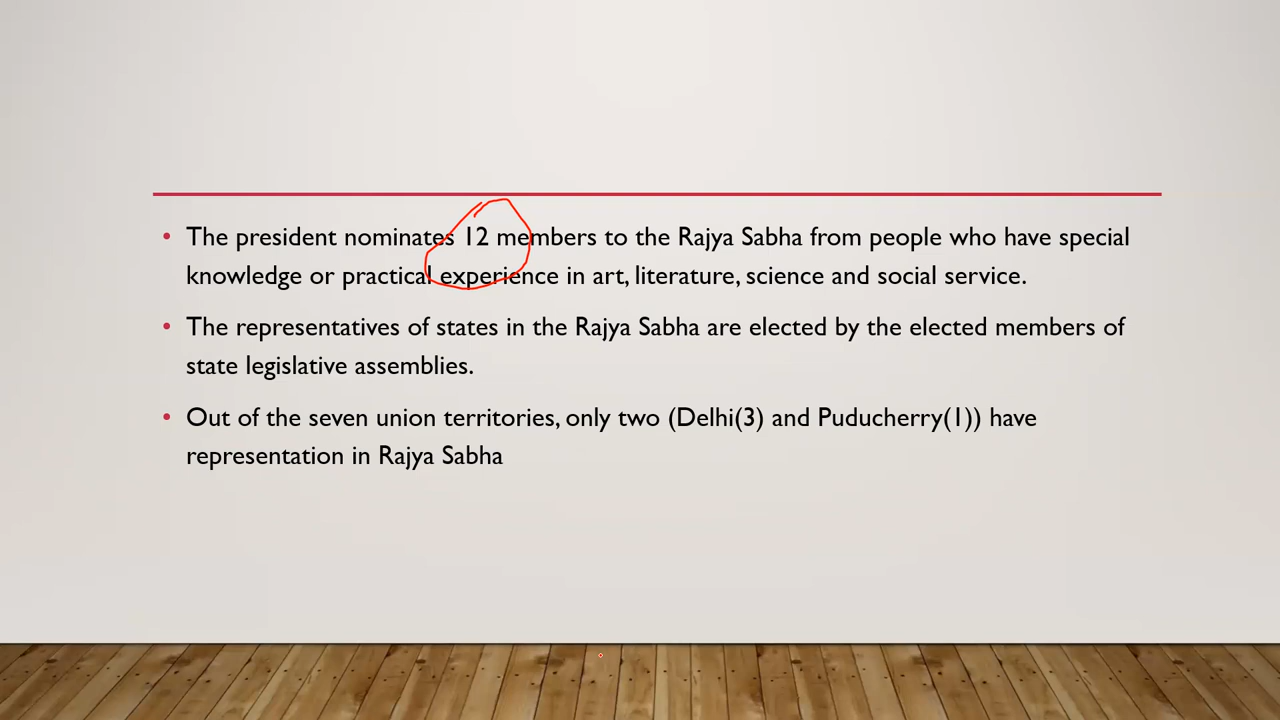 • The president nominates 12 members to the Rajya Sabha from people who have special
knowledge or practical experience in art, literature, science and social service.
• The representatives of states in the Rajya Sabha are elected by the elected members of
state legislative assemblies.
• Out of the seven union territories, only two (Delhi(3) and Puducherry(1)) have
representation in Rajya Sabha